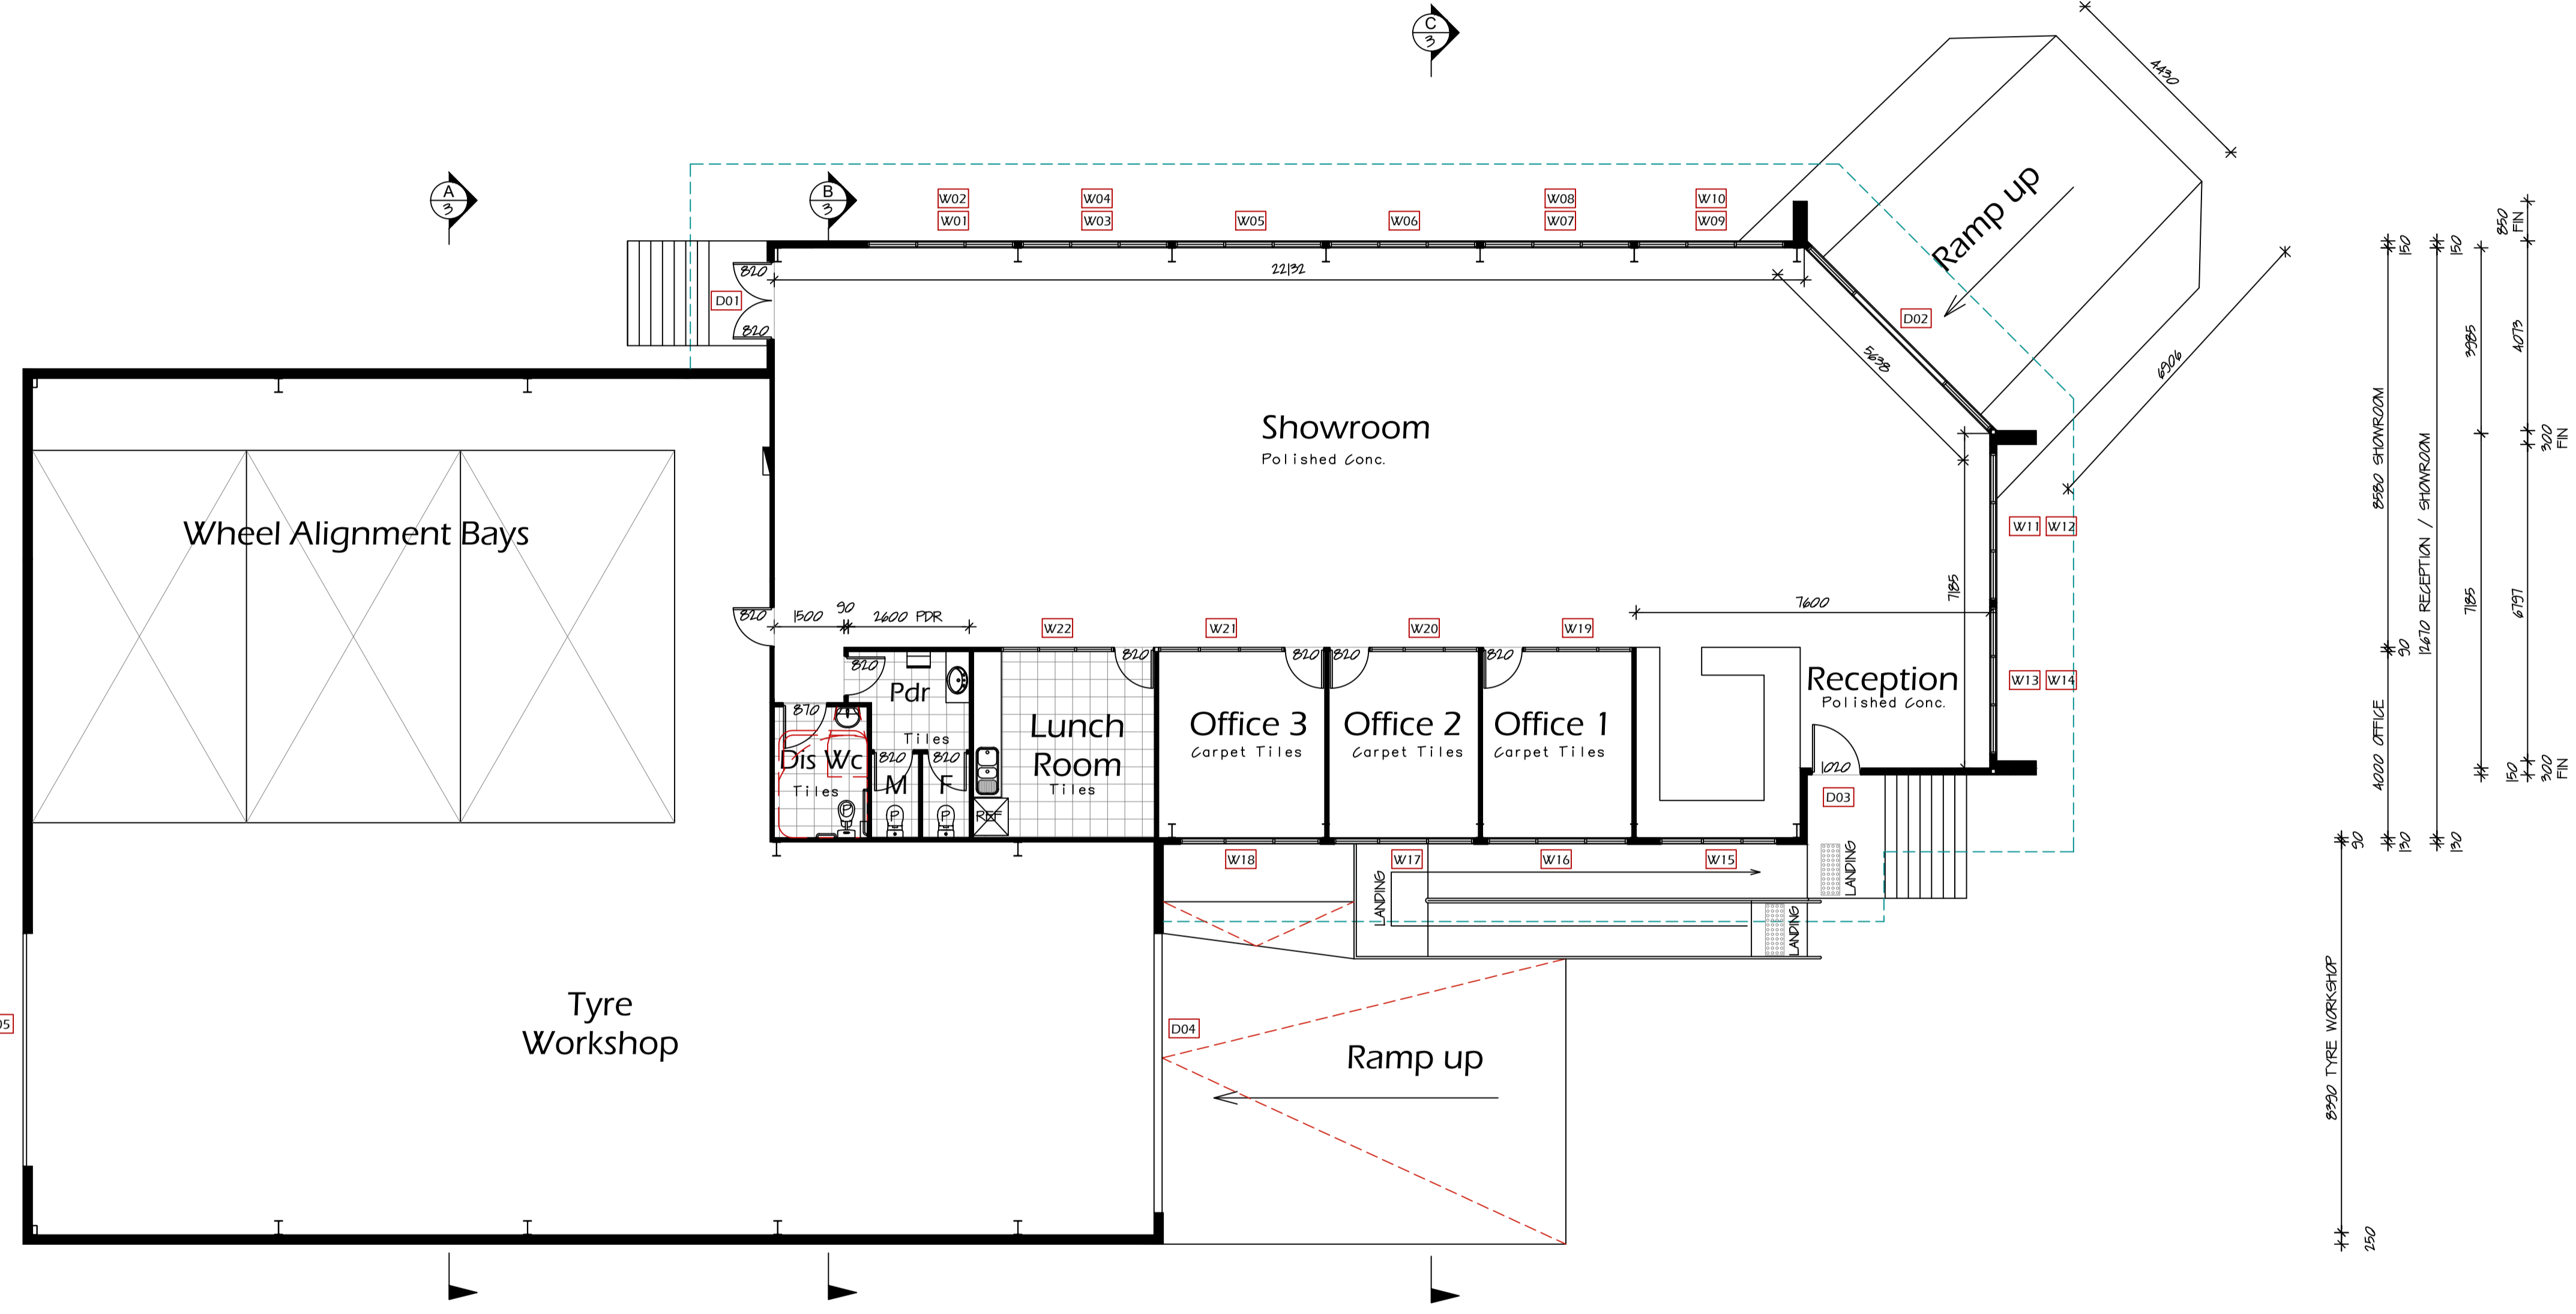 C
3
4430
A
3
B
3
W02
W04
W08
W10
W01
W03
W05
W06
W07
W09
Ramp up
850
FIN
820
D01
820
22132
D02
5638
6906
150
150
3985
4073
8580 SHOWROOM
12670 RECEPTION / SHOWROOM
300
FIN
Showroom
Polished Conc.
Wheel Alignment Bays
W11
W12
7185
7185
6797
820
1500
90
2600 PDR
7600
W22
W21
W20
W19
90
820
820
820
820
820
Pdr
Tiles
Reception
Polished Conc.
W13
W14
870
Dis Wc
Tiles
820
820
M
F
P
P
P
REF
Lunch
Room
Tiles
Office 3
Carpet Tiles
Office 2
Carpet Tiles
Office 1
Carpet Tiles
4000 OFFICE
1020
D03
150
300
FIN
W18
W17
W16
W15
LANDING
LANDING
LANDING
90
130
130
Tyre
Workshop
05
D04
Ramp up
8390 TYRE WORKSHOP
250